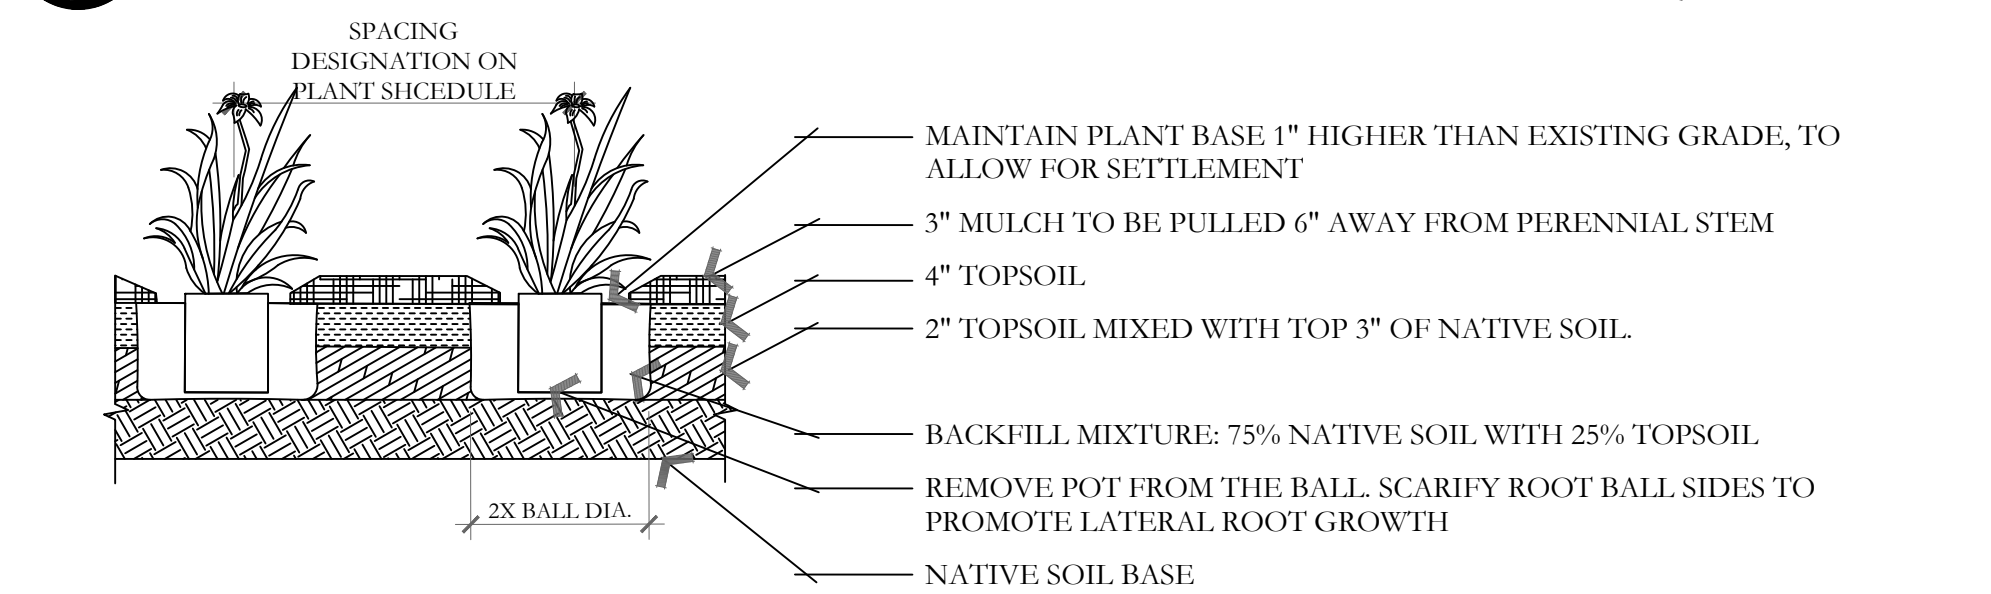 SPACING
DESIGNATION ON
PLANT SHCEDULE
MAINTAIN PLANT BASE 1" HIGHER THAN EXISTING GRADE, TO
ALLOW FOR SETTLEMENT
3" MULCH TO BE PULLED 6" AWAY FROM PERENNIAL STEM
4" TOPSOIL
2" TOPSOIL MIXED WITH TOP 3" OF NATIVE SOIL.
BACKFILL MIXTURE: 75% NATIVE SOIL WITH 25% TOPSOIL
REMOVE POT FROM THE BALL. SCARIFY ROOT BALL SIDES TO
PROMOTE LATERAL ROOT GROWTH
2X BALL DIA.
NATIVE SOIL BASE